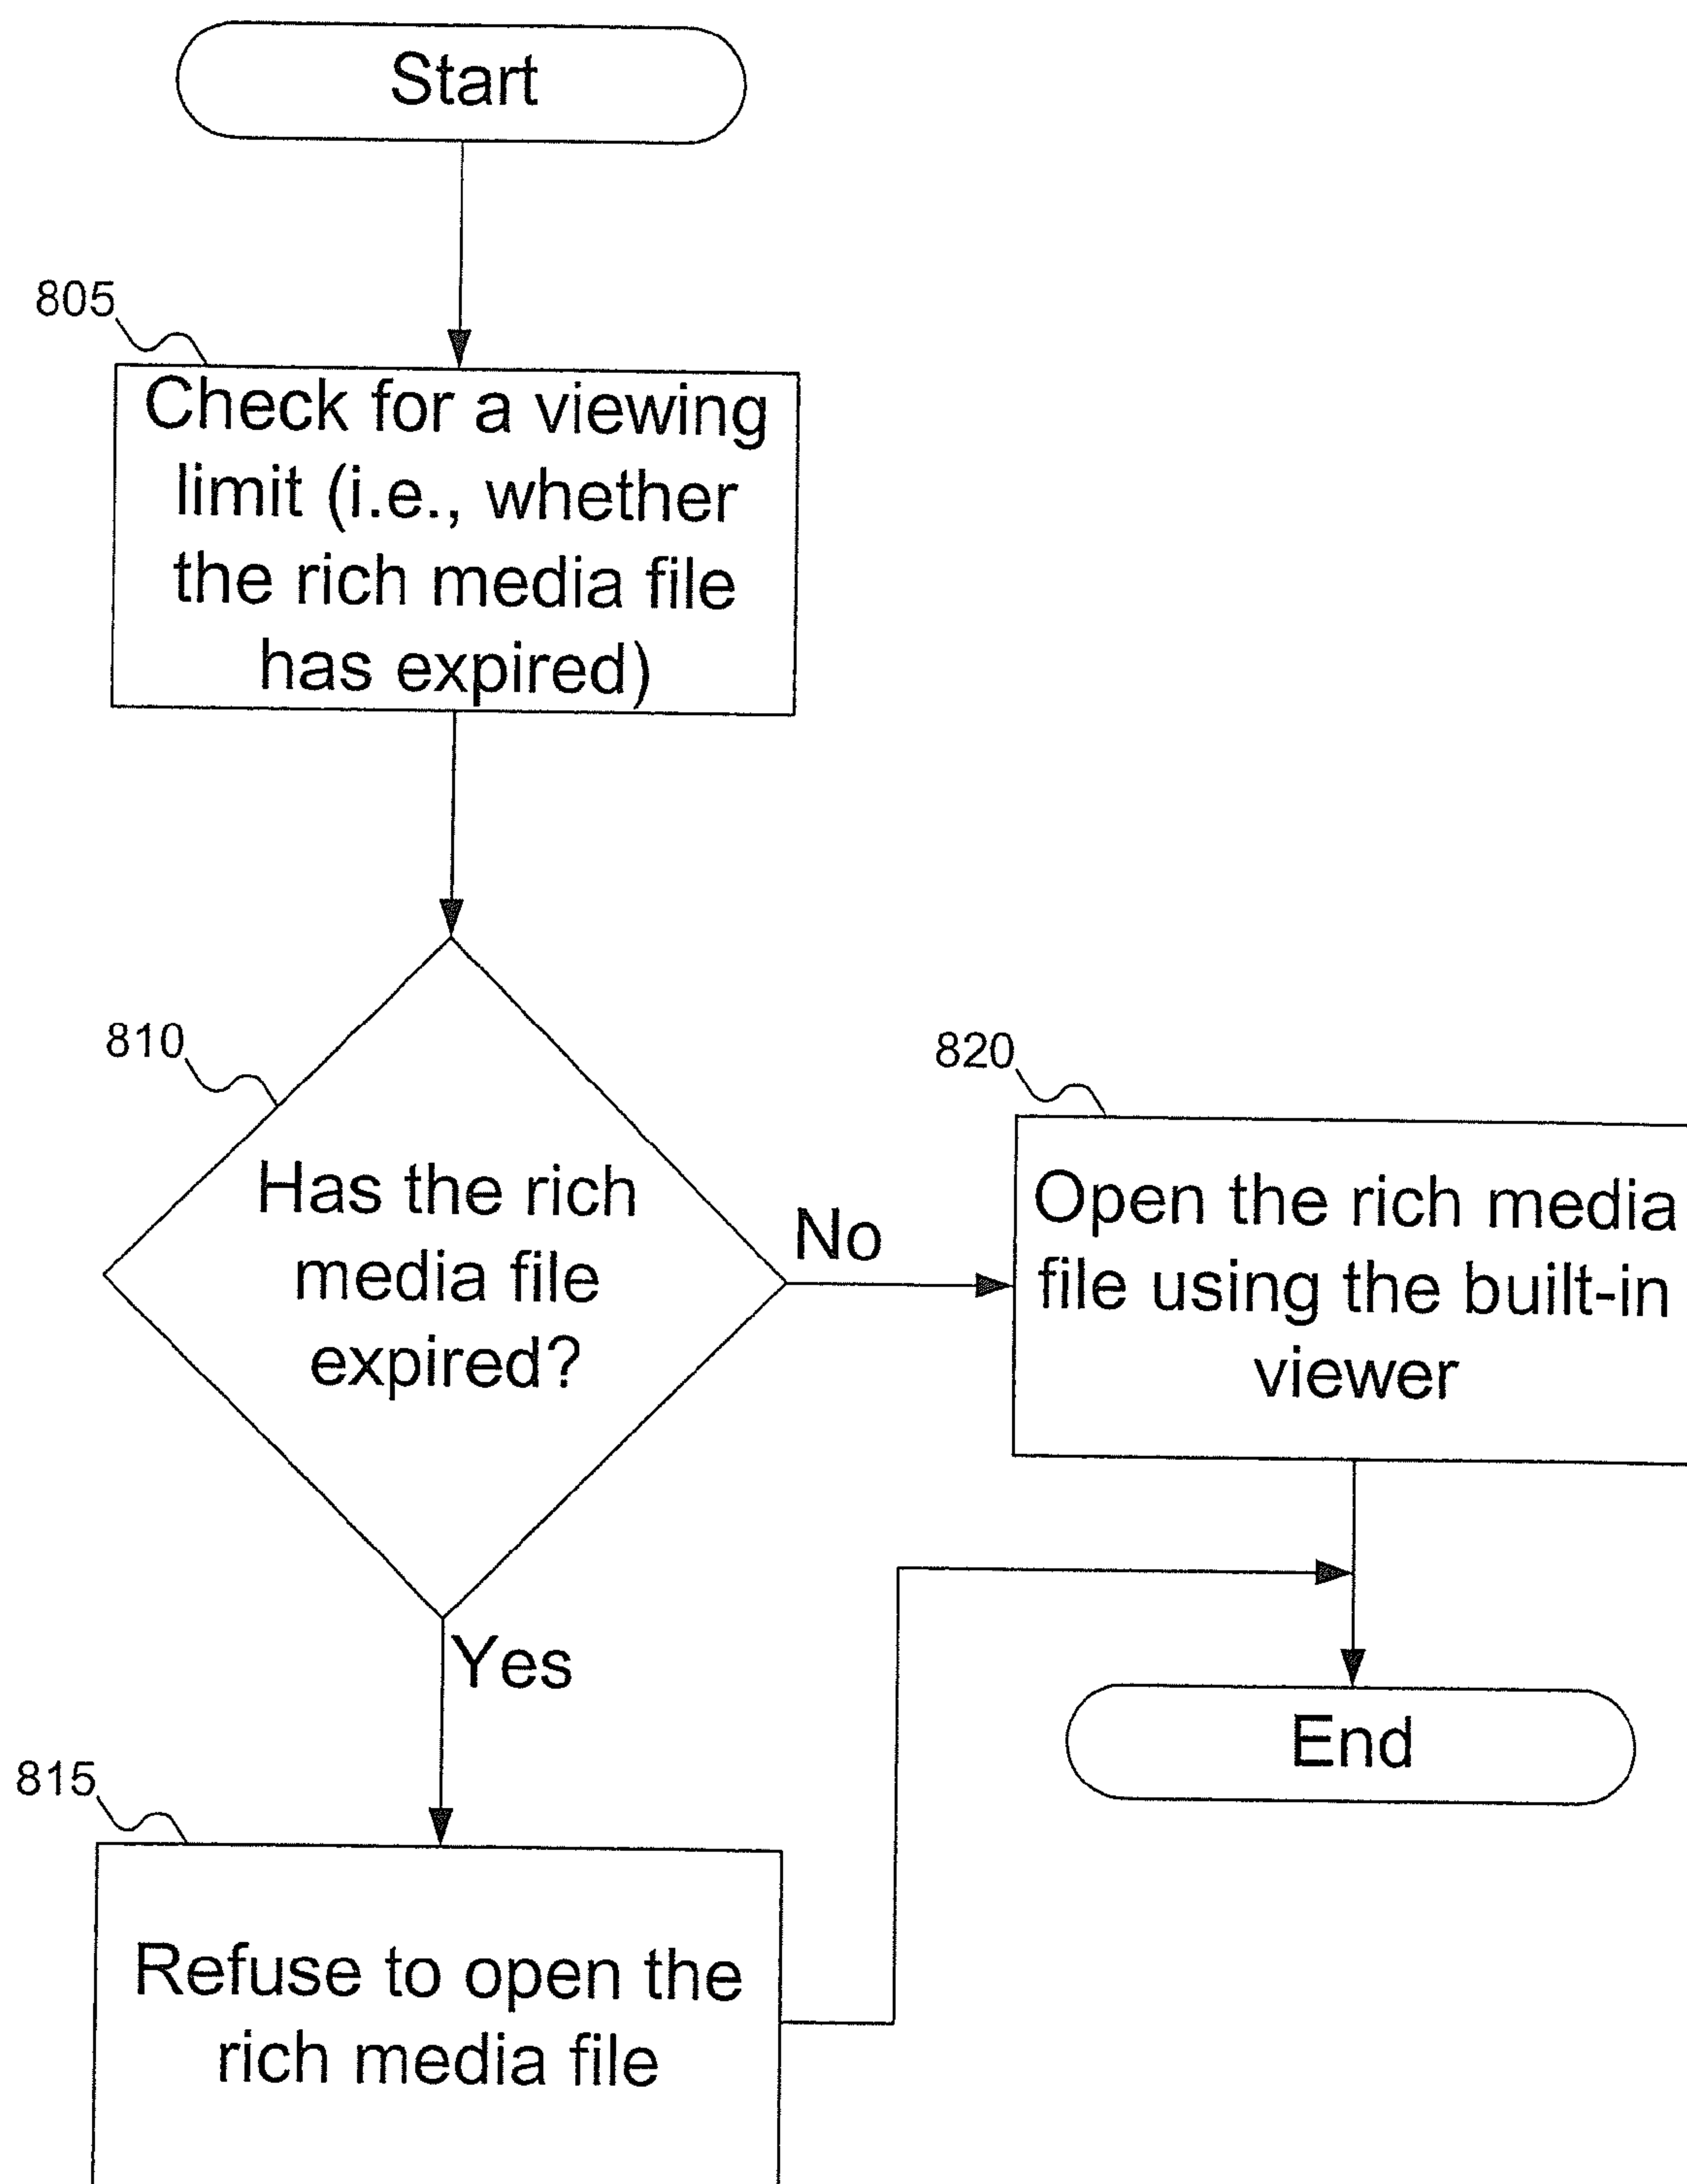 Start
805
Check for a viewing
limit (i.e., whether
the rich media file
has expired)
810
Has the rich
media file
expired?
No
820
Open the rich media
file using the built-in
viewer
Yes
End
815
Refuse to open the
rich media file